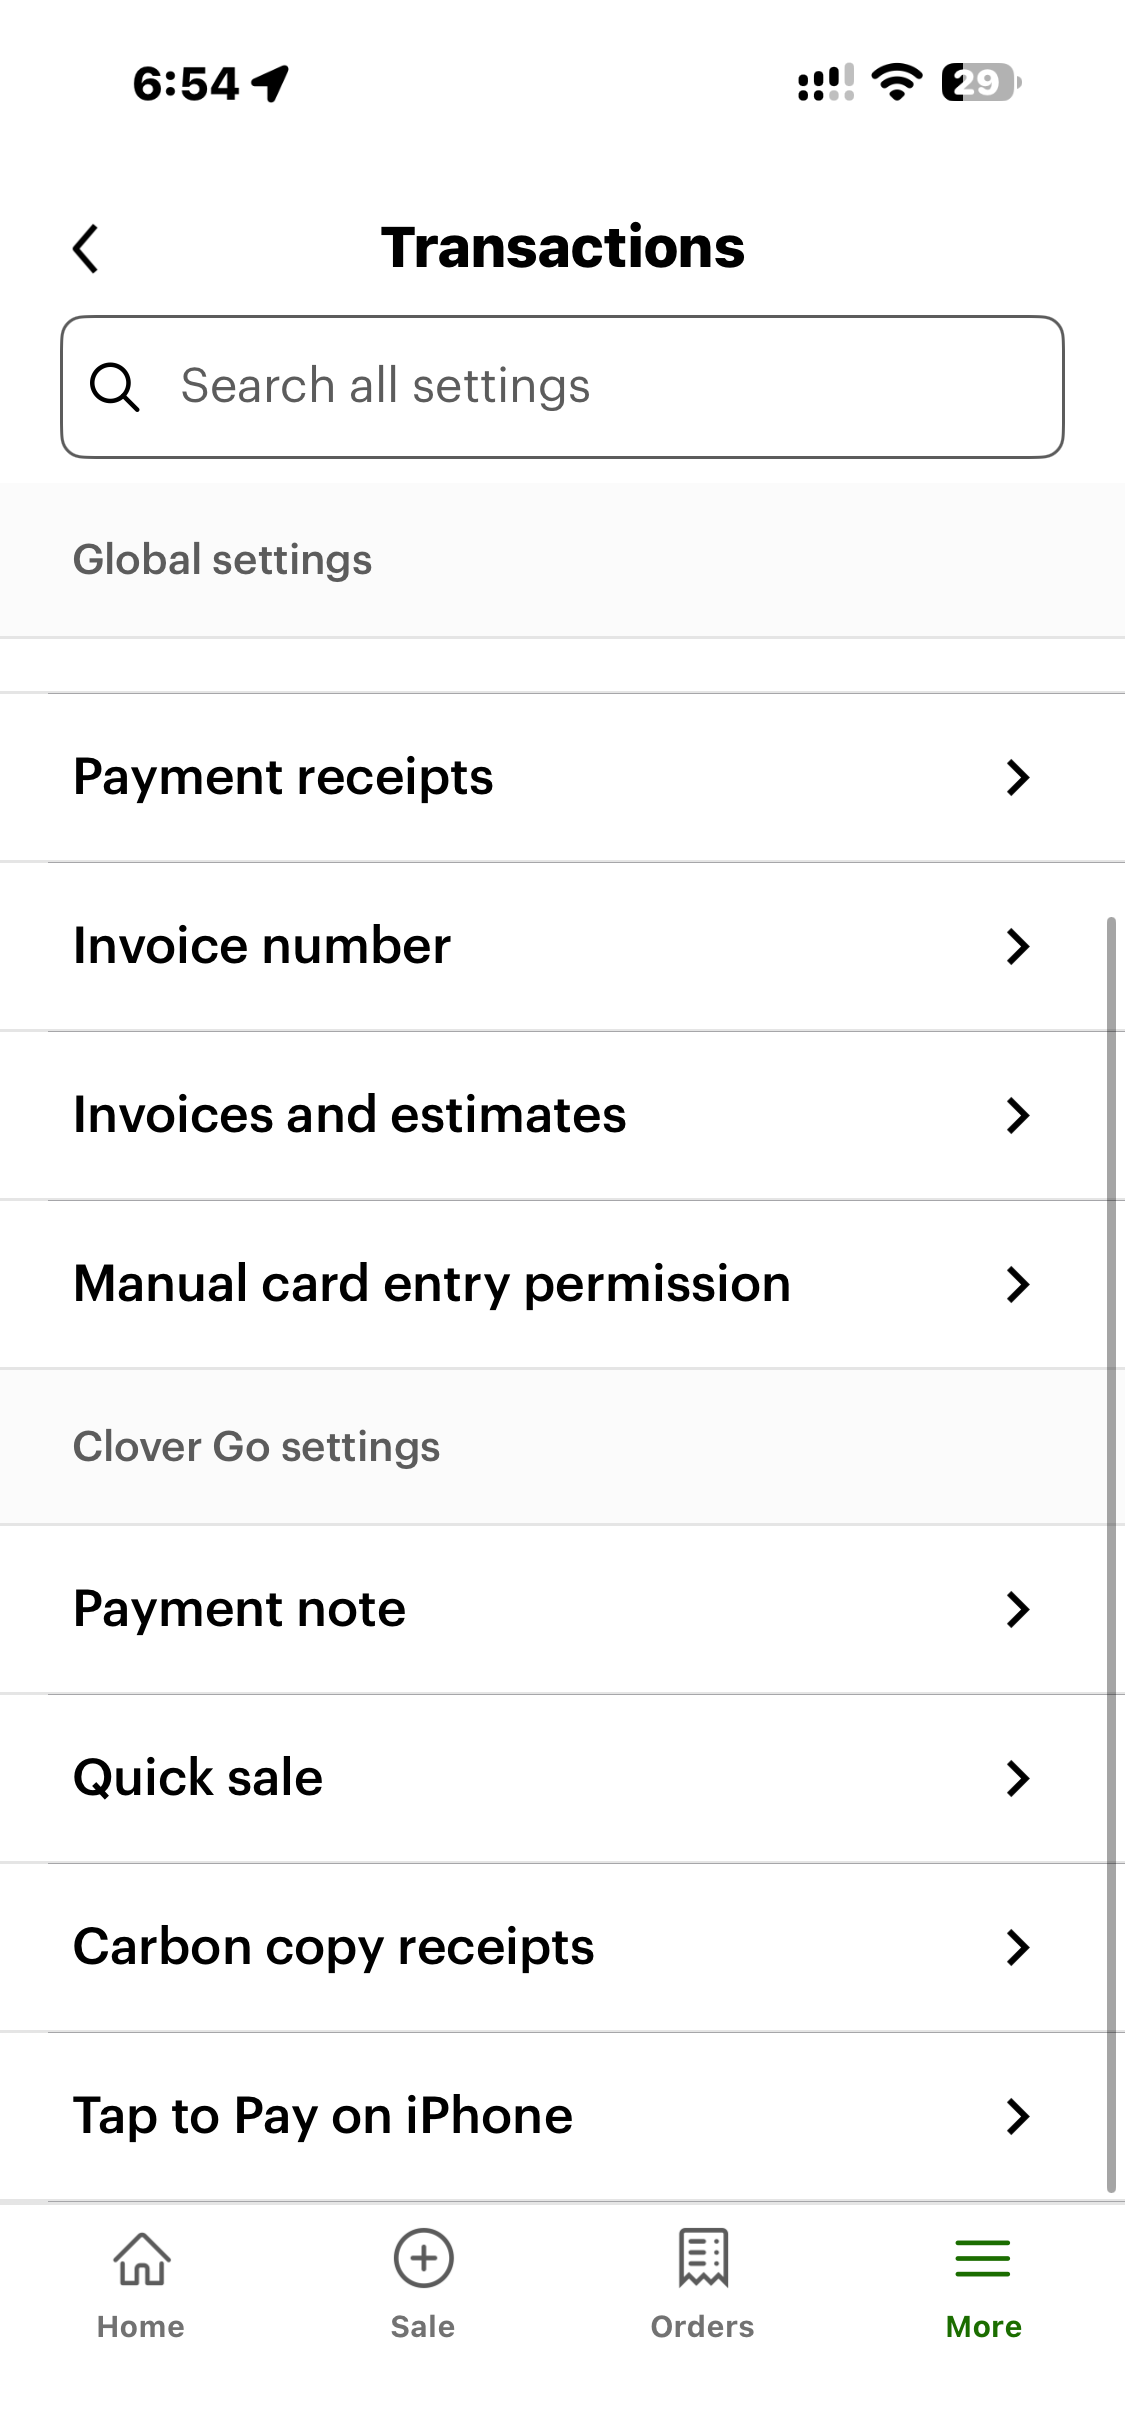 6:54
29
Transactions
Search all settings
Global settings
Payment receipts
Invoice number
Invoices and estimates
Manual card entry permission
Clover Go settings
Payment note
Quick sale
Carbon copy receipts
Tap to Pay on iPhone
Home
Sale
Orders
More